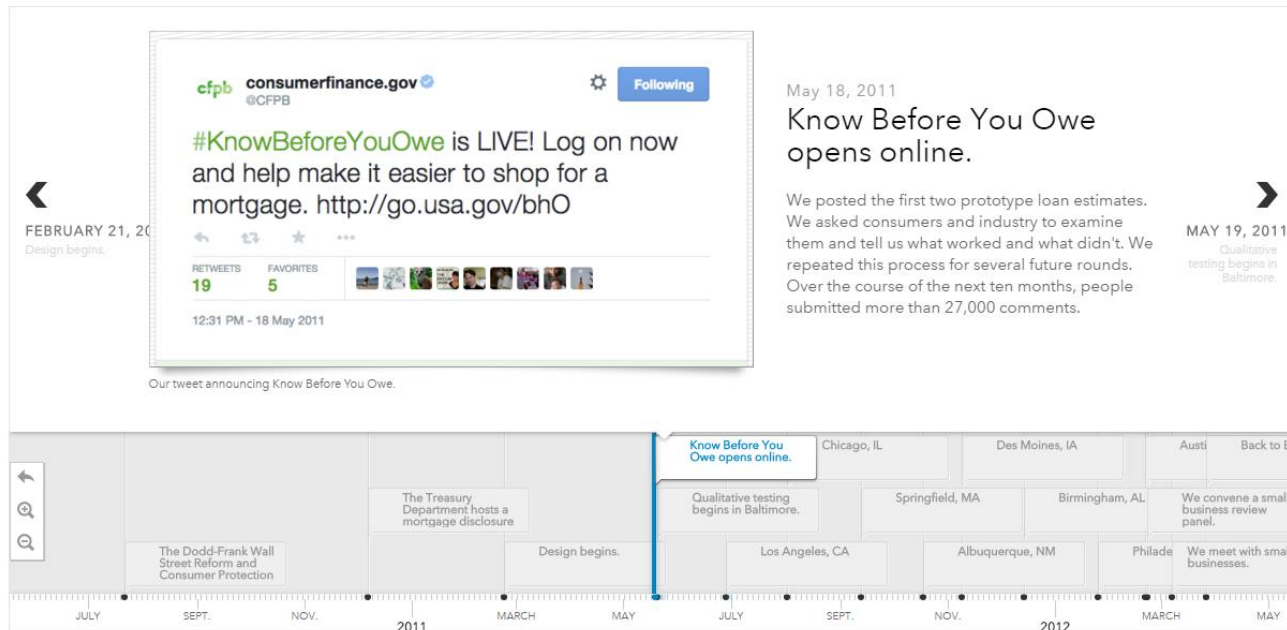 cfpb consumerfinance.gov
@CFPB
Following
#KnowBeforeYouOwe is LIVE! Log on now
and help make it easier to shop for a
mortgage. http://go.usa.gov/bhO
RETWEETS FAVORITES
19 5
12:31 PM - 18 May 2011
Our tweet announcing Know Before You Owe.
May 18, 2011
Know Before You Owe
opens online.
We posted the first two prototype loan estimates.
We asked consumers and industry to examine
them and tell us what worked and what didn't. We
repeated this process for several future rounds.
Over the course of the next ten months, people
submitted more than 27,000 comments.
FEBRUARY 21, 20
Design begins.
MAY 19, 2011
Qualitative
testing begins in
Baltimore.
Know Before You
Owe opens online.
Chicago, IL
Des Moines, IA
Austi
Back to B
The Treasury
Department hosts a
mortgage disclosure
Qualitative testing
begins in Baltimore.
Springfield, MA
Birmingham, AL
We convene a smal
business review
panel.
The Dodd-Frank Wall
Street Reform and
Consumer Protection
Design begins.
Los Angeles, CA
Albuquerque, NM
Philade
We meet with sma
businesses.
JULY SEPT. NOV. 2011 MARCH MAY JULY SEPT. NOV. 2012 MARCH MAY